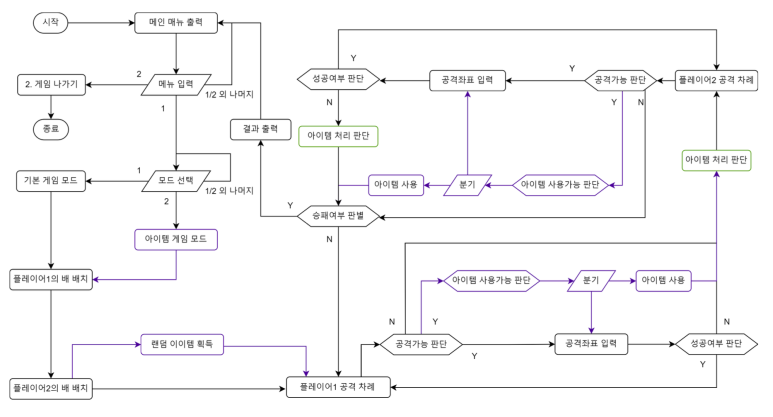 시작
메인 메뉴 출력
2. 게임 나가기
2
메뉴 입력
1/2 외 나머지
1
종료
기본 게임 모드
1
모드 선택
1/2 외 나머지
2
아이템 게임 모드
플레이어1의 배 배치
랜덤 이이템 획득
플레이어2의 배 배치
결과 출력
Y
성공여부 판단
N
공격좌표 입력
Y
공격가능 판단
Y
N
플레이어2 공격 차례
아이템 처리 판단
아이템 사용
분기
아이템 사용가능 판단
아이템 처리 판단
Y
승패여부 판별
N
아이템 사용가능 판단
분기
아이템 사용
N
Y
N
공격가능 판단
Y
공격좌표 입력
성공여부 판단
Y
플레이어1 공격 차례